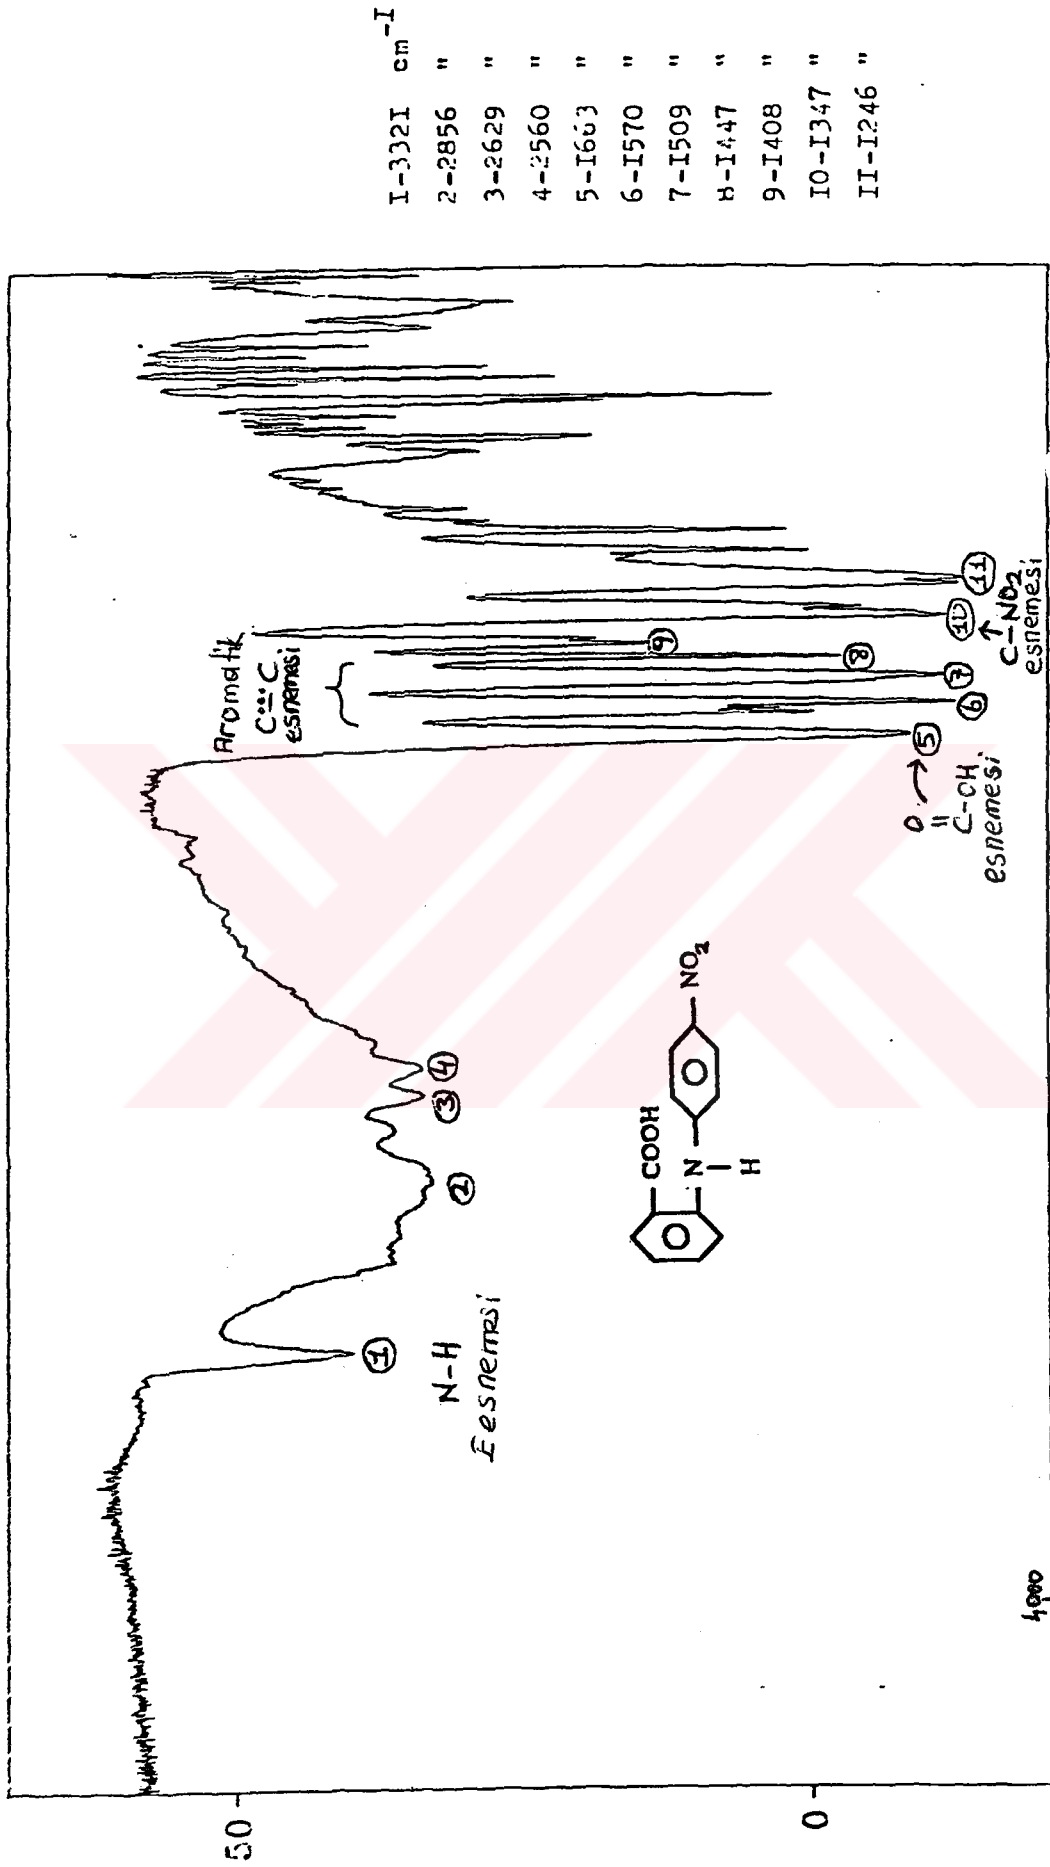 I-332I cm-I
2-2856 "
3-2629 "
4-2560 "
5-I663 "
6-I570 "
7-I509 "
8-I447 "
9-I408 "
IO-I347 "
II-I246 "
50
0
4000
1
N-H
Eesnemesi
2
3
4
COOH
N
H
NO2
Aromatik
C=C
esnemesi
5
O
"
C-OH
esnemesi
6
7
8
9
10
11
C-NO2
esnemesi